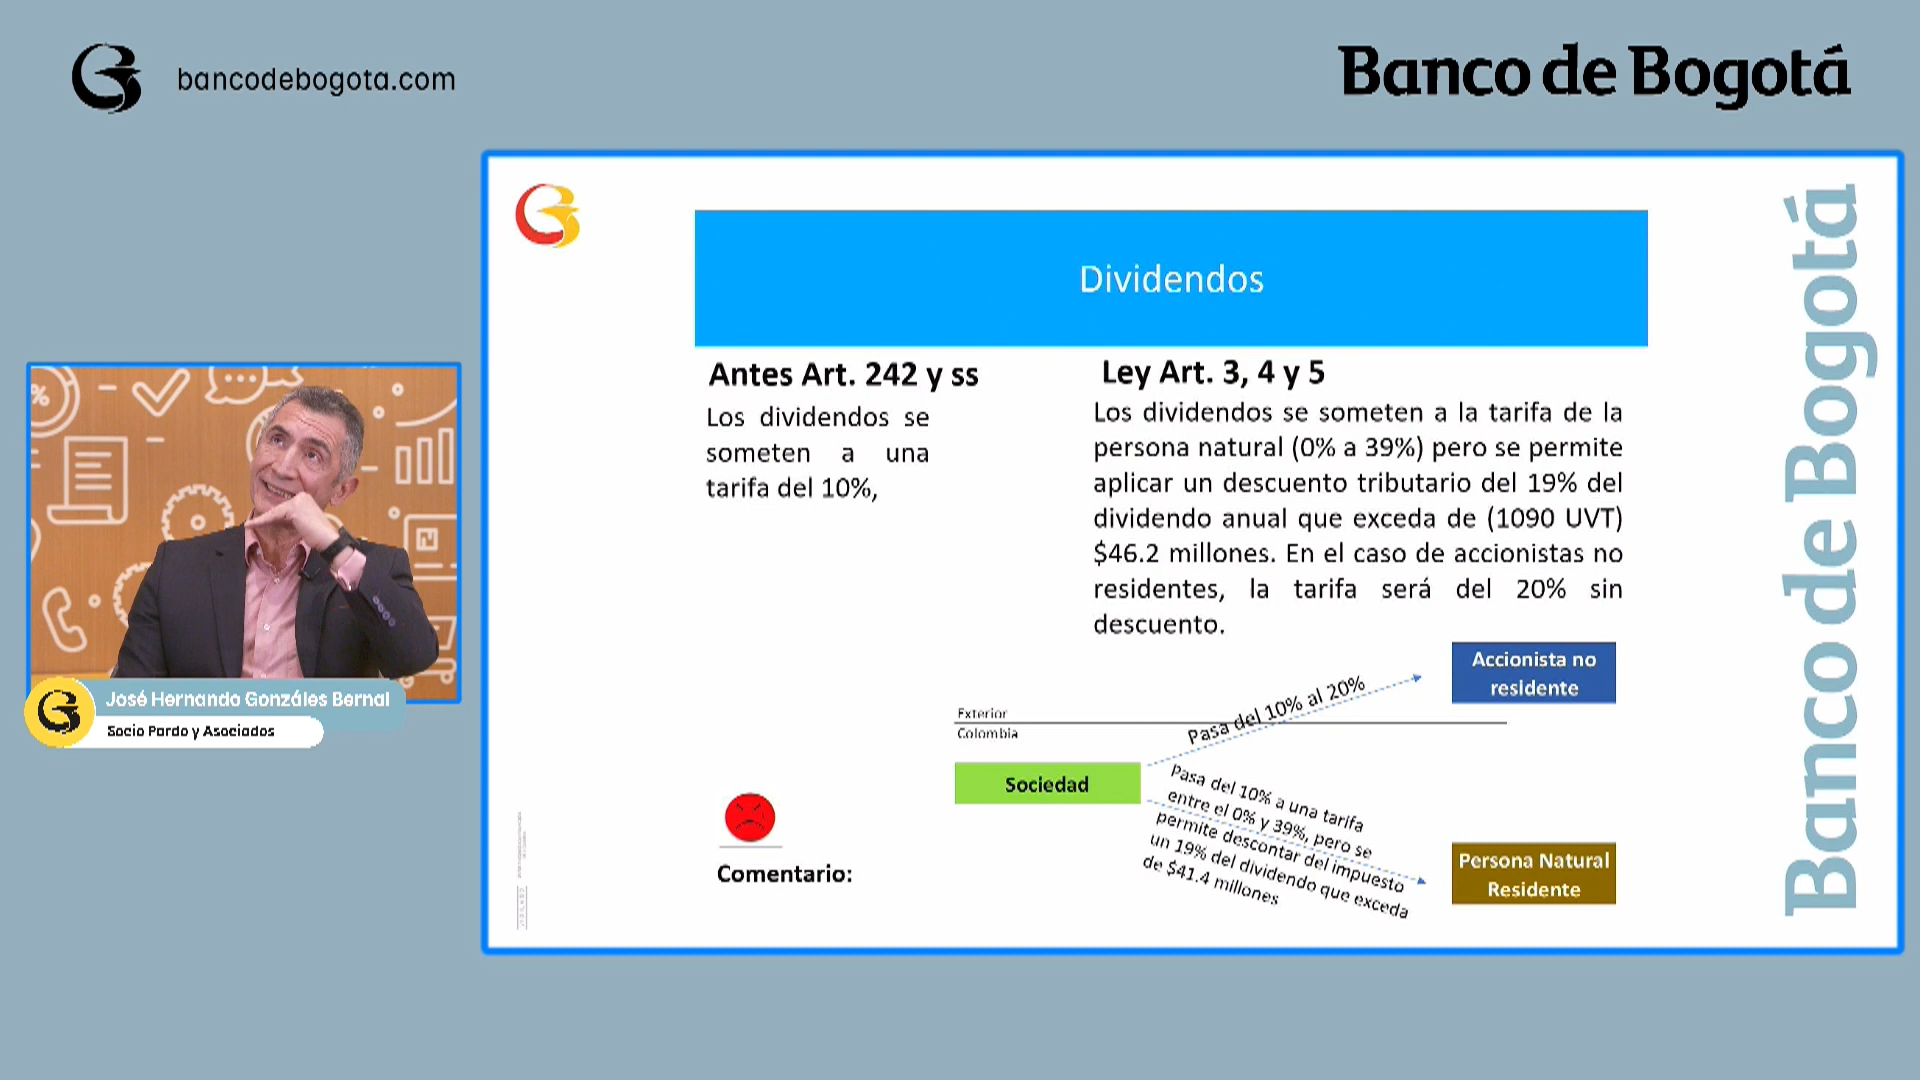 bancodebogota.com
Banco de Bogotá
Dividendos
Antes Art. 242 y ss
Los dividendos se
someten a una
tarifa del 10%,
Ley Art. 3, 4 y 5
Los dividendos se someten a la tarifa de la
persona natural (0% a 39%) pero se permite
aplicar un descuento tributario del 19% del
dividendo anual que exceda de (1090 UVT)
$46.2 millones. En el caso de accionistas no
residentes, la tarifa será del 20% sin
descuento.
Accionista no
residente
Pasa del 10% al 20%
Exterior
Colombia
Sociedad
Pasa del 10% a una tarifa
entre el 0% y 39%, pero se
permite descontar del impuesto
un 19% del dividendo que exceda
de $41.4 millones
Persona Natural
Residente
Comentario:
Banco de Bogotá
José Hernando Gonzáles Bernal
Socio Pardo y Asociados